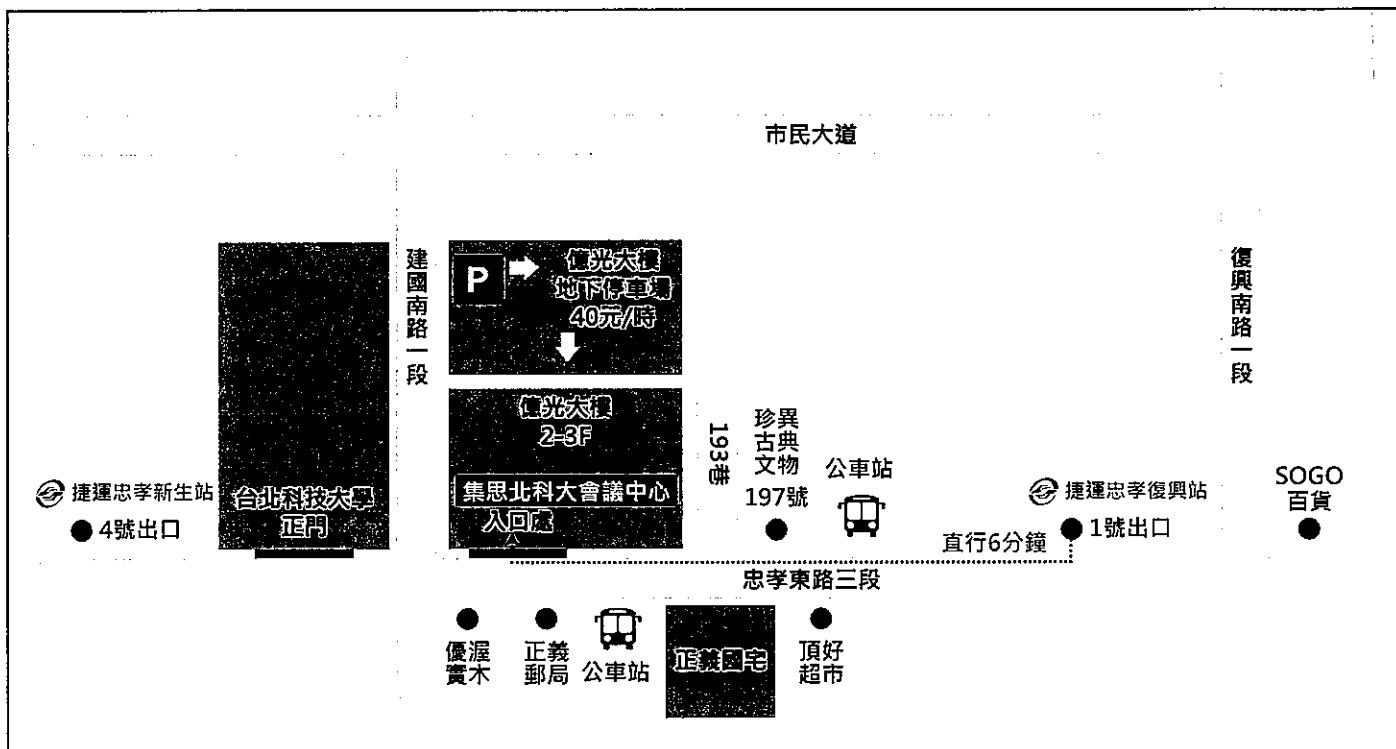 市民大道
建國南路一段
P
億光大樓
地下停車場
40元/時
復興南路一段
億光大樓
2-3F
集思北科大會議中心
入口處
193巷
珍異
古典
文物
197號
公車站
捷運忠孝新生站
4號出口
台北科技大學
正門
捷運忠孝復興站
1號出口
SOGO
百貨
直行6分鐘
忠孝東路三段
優渥
實木
正義
郵局
公車站
正義國宅
頂好
超市